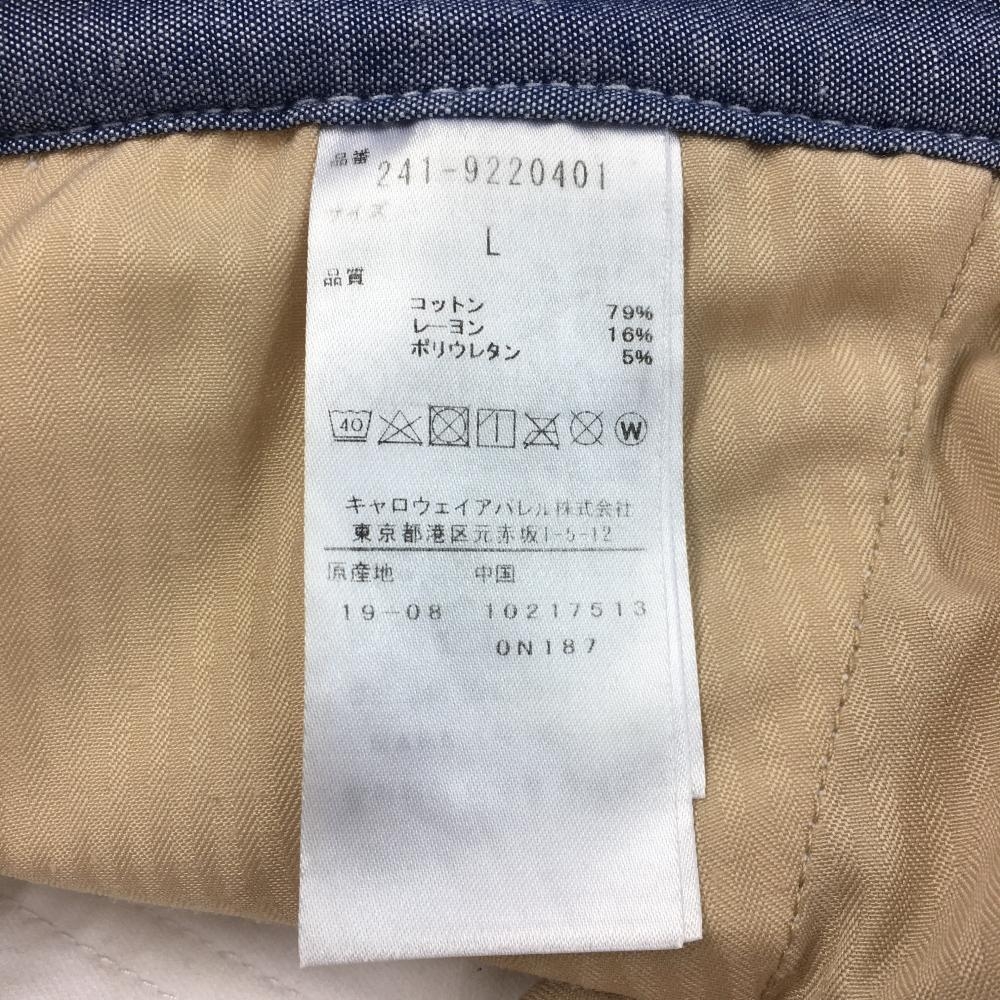 品番 241-9220401
サイズ
L
品質
コットン 79%
レーヨン 16%
ポリウレタン 5%
40 W
キャロウェイアパレル株式会社
東京都港区元赤坂1-5-12
原産地 中国
19-08 10217513
0N187